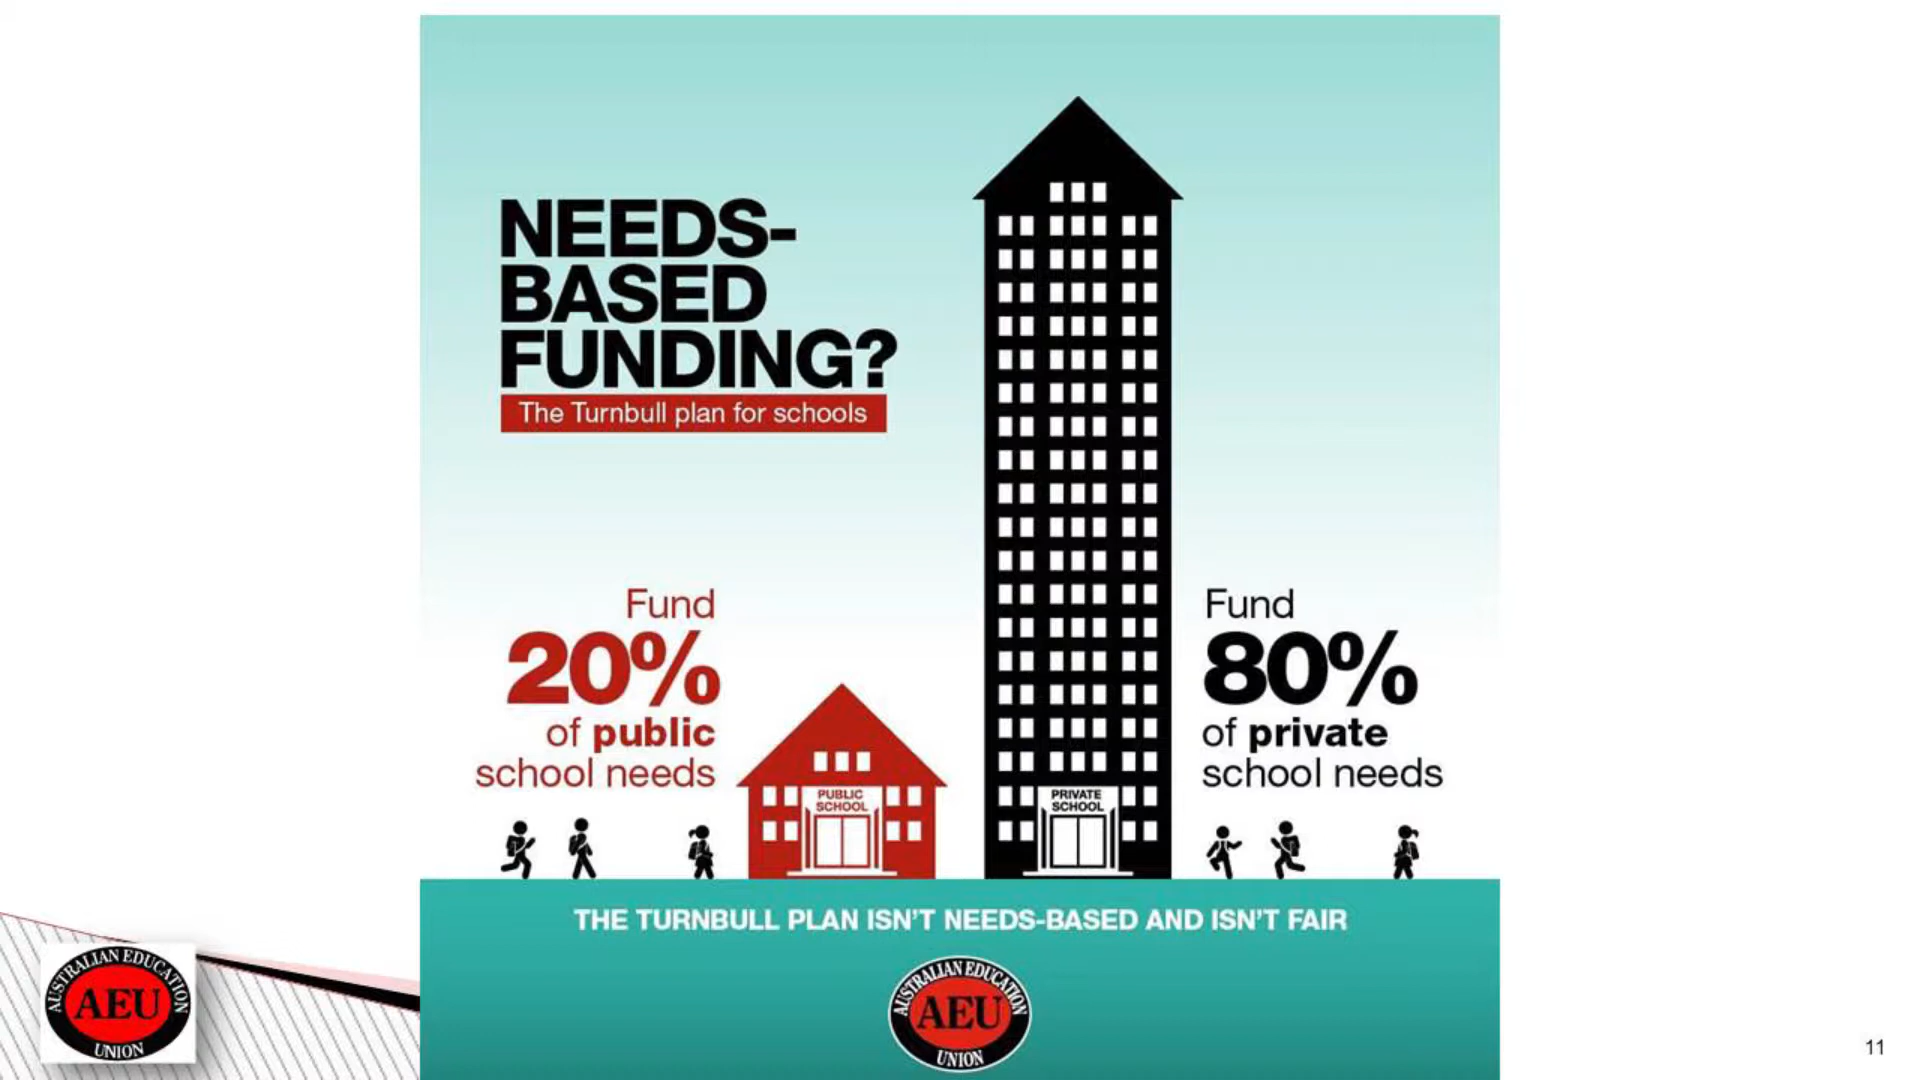 NEEDS-
BASED
FUNDING?
The Turnbull plan for schools
Fund
20%
of public
school needs
PUBLIC
SCHOOL
PRIVATE
SCHOOL
Fund
80%
of private
school needs
THE TURNBULL PLAN ISN'T NEEDS-BASED AND ISN'T FAIR
AUSTRALIAN EDUCATION
AEU
UNION
AUSTRALIAN EDUCATION
AEU
UNION
11